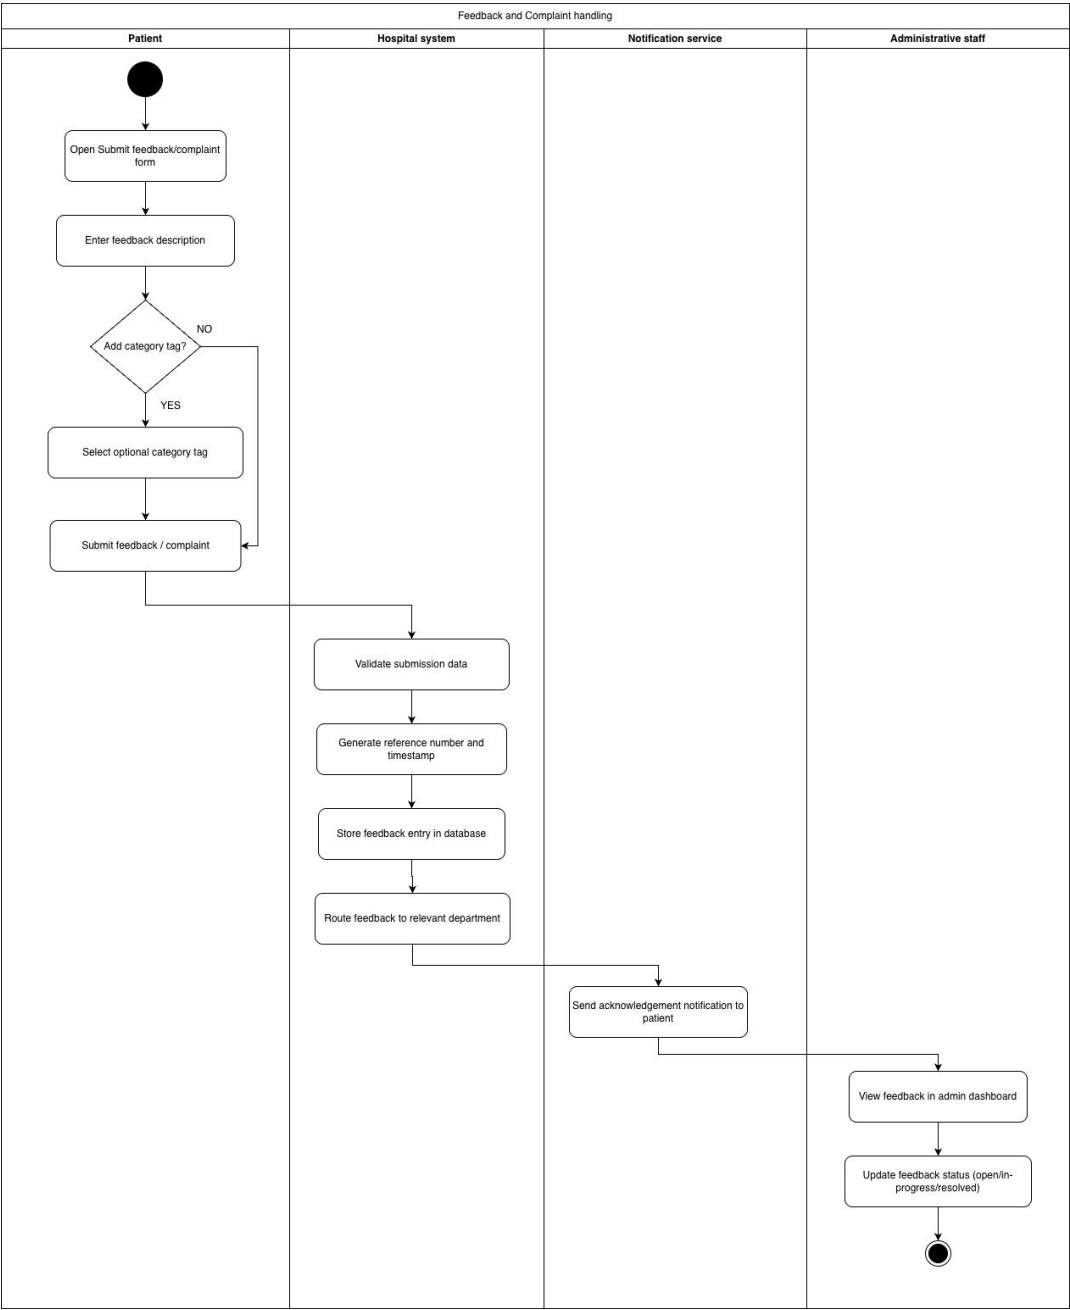 Feedback and Complaint handling
Patient
Hospital system
Notification service
Administrative staff
Open Submit feedback/complaint
form
Enter feedback description
Add category tag?
NO
YES
Select optional category tag
Submit feedback / complaint
Validate submission data
Generate reference number and
timestamp
Store feedback entry in database
Route feedback to relevant department
Send acknowledgement notification to
patient
View feedback in admin dashboard
Update feedback status (open/in-
progress/resolved)